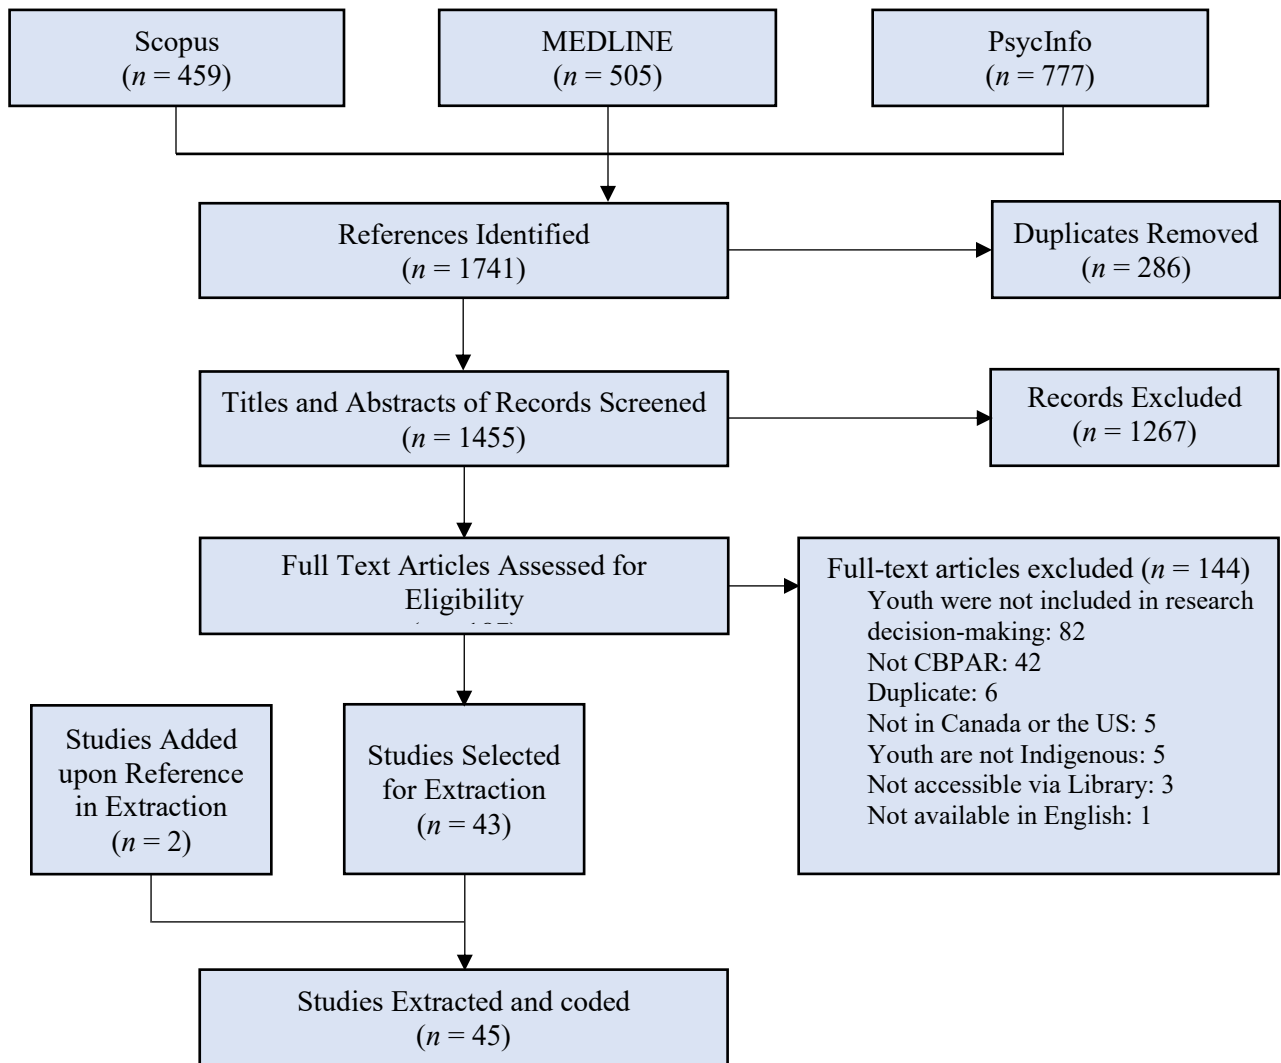 Scopus
(n = 459)
MEDLINE
(n = 505)
PsycInfo
(n = 777)
References Identified
(n = 1741)
Duplicates Removed
(n = 286)
Titles and Abstracts of Records Screened
(n = 1455)
Records Excluded
(n = 1267)
Full Text Articles Assessed for
Eligibility
Full-text articles excluded (n = 144)
Youth were not included in research
decision-making: 82
Not CBPAR: 42
Duplicate: 6
Not in Canada or the US: 5
Youth are not Indigenous: 5
Not accessible via Library: 3
Not available in English: 1
Studies Added
upon Reference
in Extraction
(n = 2)
Studies Selected
for Extraction
(n = 43)
Studies Extracted and coded
(n = 45)